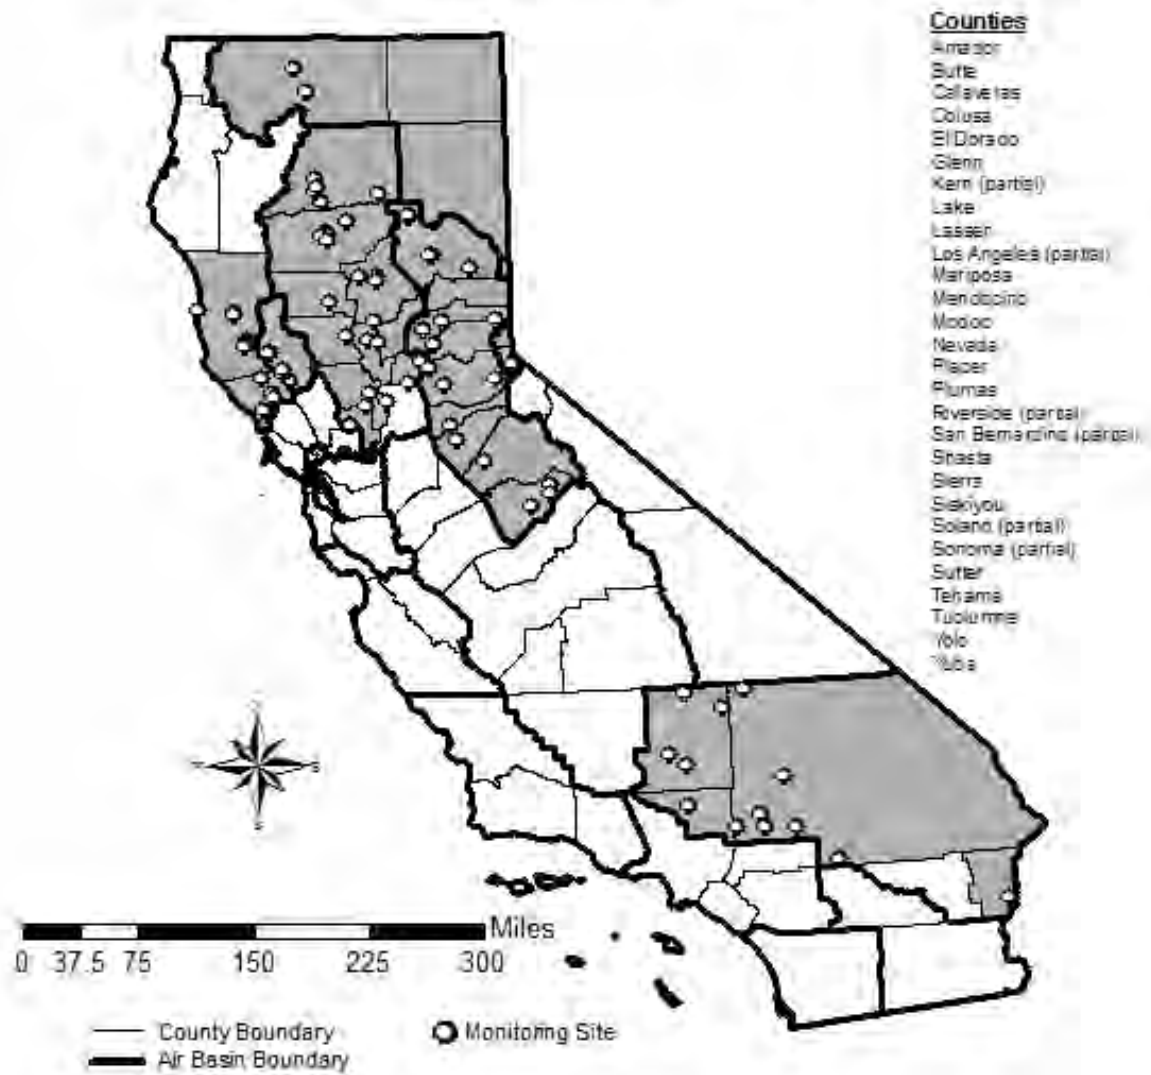 Counties
Amador
Butte
Calaveras
Colusa
El Dorado
Glenn
Kern (partial)
Lake
Lassen
Los Angeles (partial)
Mariposa
Mendocino
Modoc
Nevada
Placer
Plumas
Riverside (partial)
San Bernardino (partial)
Shasta
Sierra
Siskiyou
Solano (partial)
Sonoma (partial)
Sutter
Tehama
Tuolumne
Yolo
Yuba
Miles
0 37.5 75 150 225 300
County Boundary
Monitoring Site
Air Basin Boundary